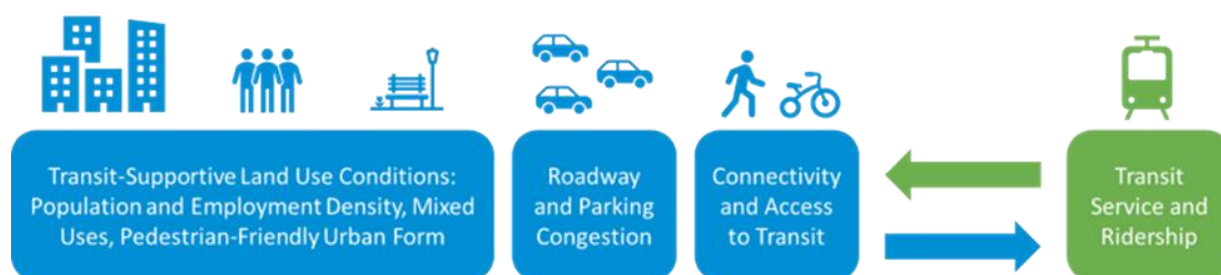 Transit-Supportive Land Use Conditions:
Population and Employment Density, Mixed
Uses, Pedestrian-Friendly Urban Form
Roadway
and Parking
Congestion
Connectivity
and Access
to Transit
Transit
Service and
Ridership